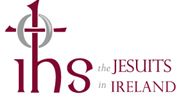 ihs the JESUITS
in IRELAND